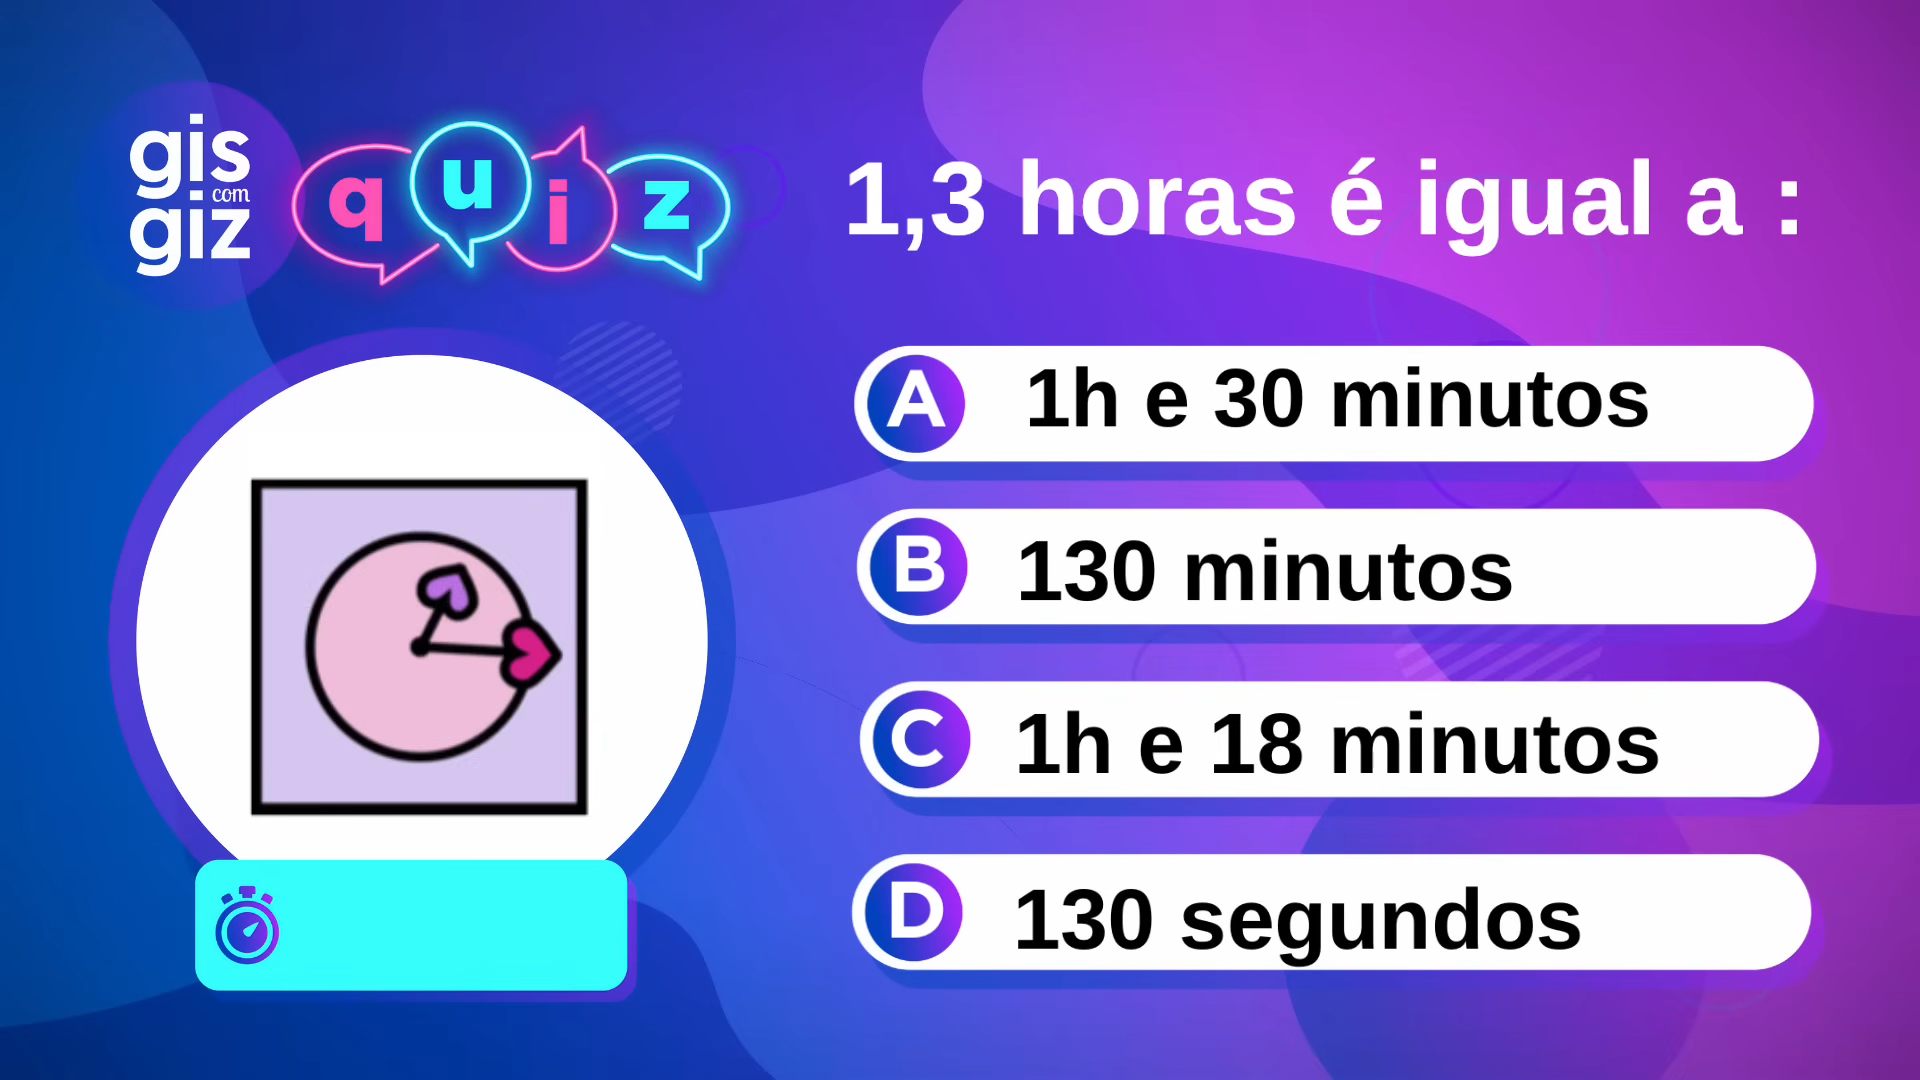 gis
com
giz
quiz
1,3 horas é igual a :
A 1h e 30 minutos
B 130 minutos
C 1h e 18 minutos
D 130 segundos